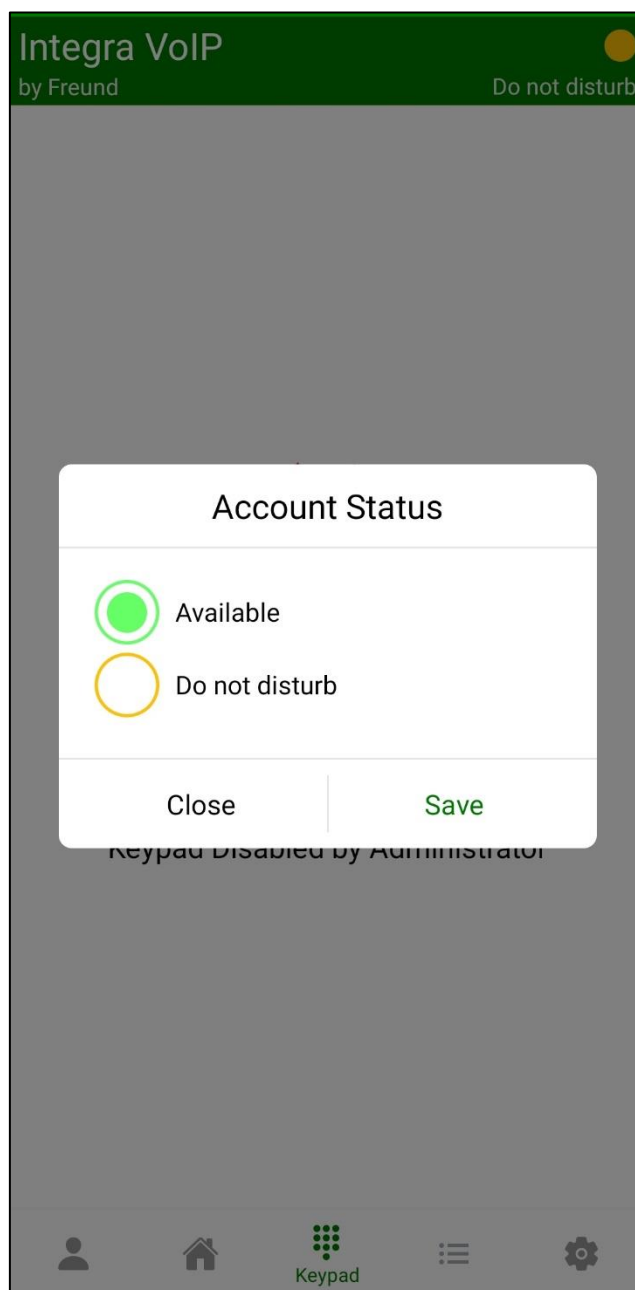 Integra VoIP
by Freund
Do not disturb
Account Status
Available
Do not disturb
Close
Save
Keypad Disabled by Administrator
Keypad